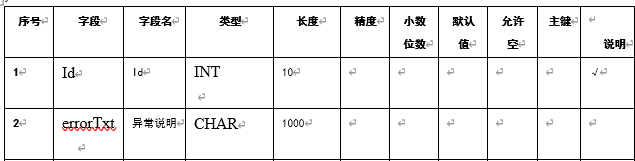 序号 字段 字段名 类型 长度 精度 小数位数 默认值 允许空 主键 说明
1 Id Id INT 10 √
2 errorTxt 异常说明 CHAR 1000